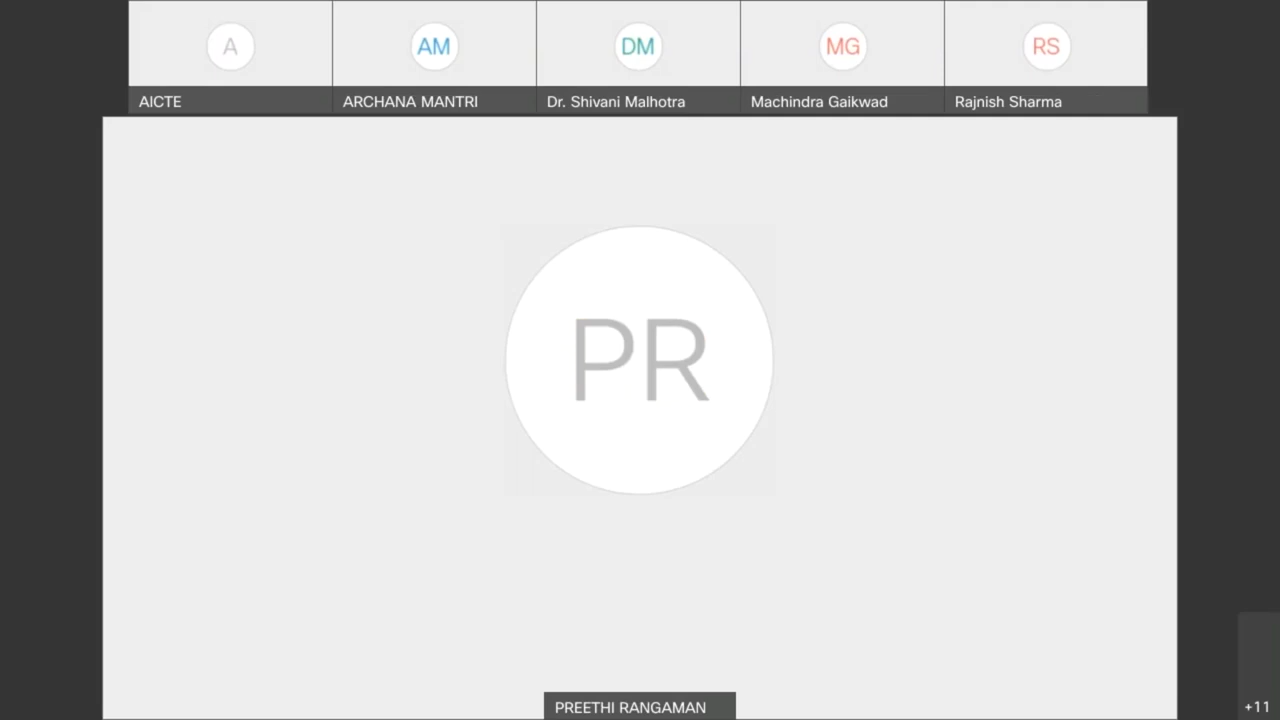 A
AM
DM
MG
RS
AICTE
ARCHANA MANTRI
Dr. Shivani Malhotra
Machindra Gaikwad
Rajnish Sharma
PR
PREETHI RANGAMAN
+11